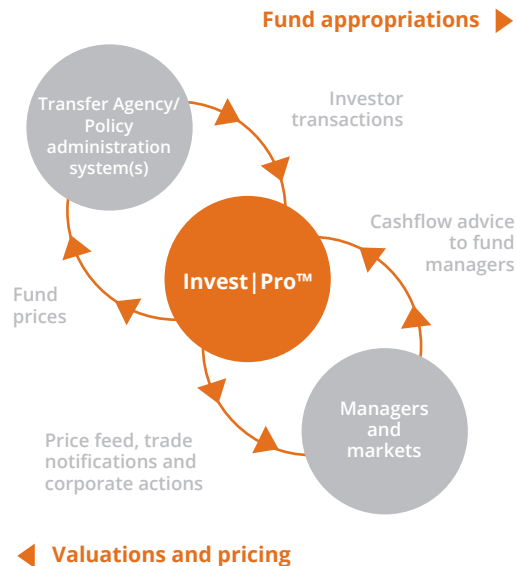 Fund appropriations
Transfer Agency/
Policy
administration
system(s)
Investor
transactions
Cashflow advice
to fund
managers
Invest|Pro™
Fund
prices
Managers
and
markets
Price feed, trade
notifications and
corporate actions
Valuations and pricing